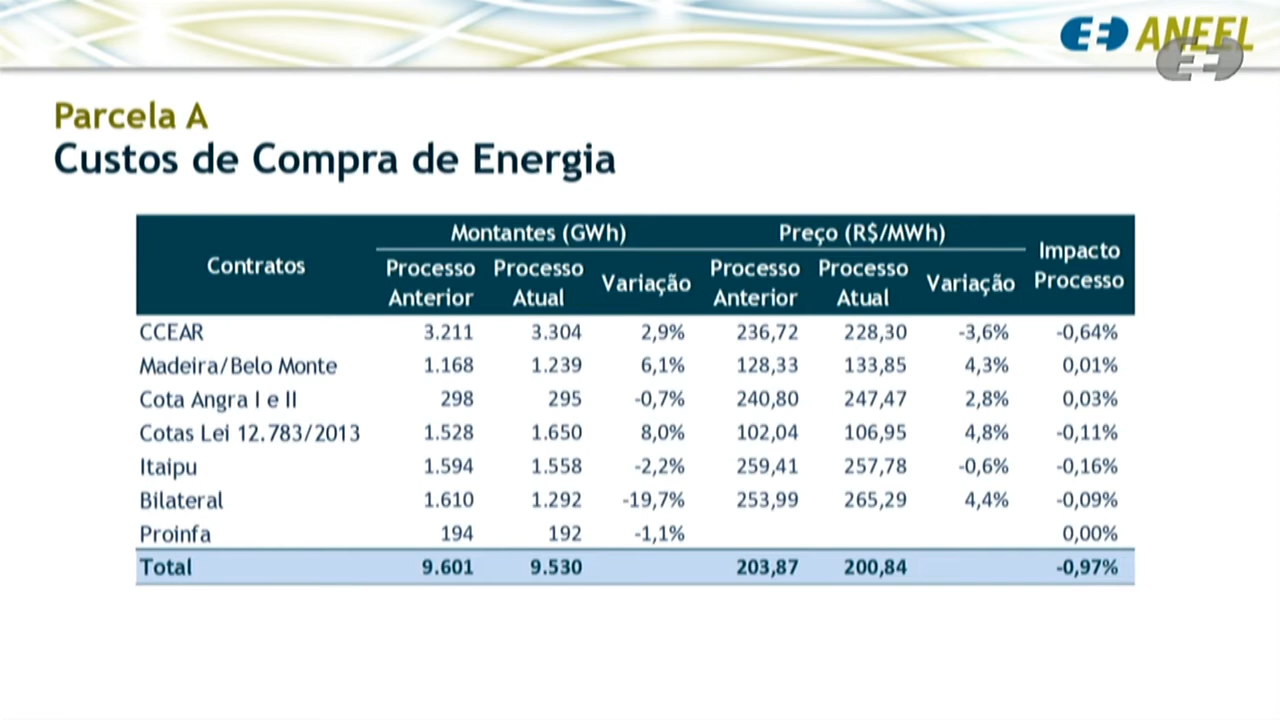 ANEEL
Parcela A
Custos de Compra de Energia
Contratos Montantes (GWh) Preço (R$/MWh) Impacto Processo
Processo Anterior Processo Atual Variação Processo Anterior Processo Atual Variação
CCEAR 3.211 3.304 2,9% 236,72 228,30 -3,6% -0,64%
Madeira/Belo Monte 1.168 1.239 6,1% 128,33 133,85 4,3% 0,01%
Cota Angra I e II 298 295 -0,7% 240,80 247,47 2,8% 0,03%
Cotas Lei 12.783/2013 1.528 1.650 8,0% 102,04 106,95 4,8% -0,11%
Itaipu 1.594 1.558 -2,2% 259,41 257,78 -0,6% -0,16%
Bilateral 1.610 1.292 -19,7% 253,99 265,29 4,4% -0,09%
Proinfa 194 192 -1,1% 0,00%
Total 9.601 9.530 203,87 200,84 -0,97%